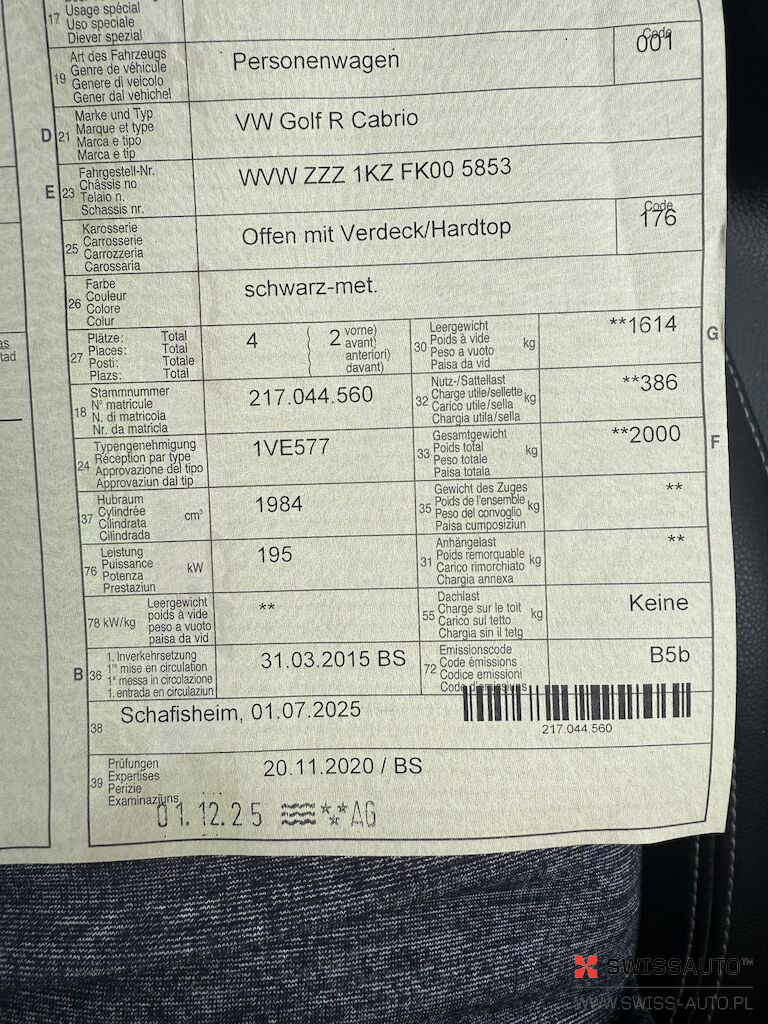 17 Usage spécial
Uso speciale
Diever spezial
19 Art des Fahrzeugs
Genre de véhicule
Genere di veicolo
Gener dal vehichel
Personenwagen
Code
001
D 21 Marke und Typ
Marque et type
Marca e tipo
Marca e tip
VW Golf R Cabrio
E 23 Fahrgestell-Nr.
Châssis no
Telaio n.
Schassis nr.
WVW ZZZ 1KZ FK00 5853
25 Karosserie
Carrosserie
Carrozzeria
Carossaria
Offen mit Verdeck/Hardtop
Code
176
26 Farbe
Couleur
Colore
Colur
schwarz-met.
27 Plätze: Total
Places: Total
Posti: Totale
Plazs: Total
4 ( 2 vorne)
( avant)
( anteriori)
( davant)
30 Leergewicht
Poids à vide
Peso a vuoto
Paisa da vid
kg
**1614
G
18 Stammnummer
N° matricule
N. di matricola
Nr. da matricla
217.044.560
32 Nutz-/Sattellast
Charge utile/sellette
Carico utile/sella
Chargia utila/sella
kg
**386
24 Typengenehmigung
Réception par type
Approvazione del tipo
Approvaziun dal tip
1VE577
33 Gesamtgewicht
Poids total
Peso totale
Paisa totala
kg
**2000
F
37 Hubraum
Cylindrée
Cilindrata
Cilindrada
cm³
1984
35 Gewicht des Zuges
Poids de l'ensemble
Peso del convoglio
Paisa cumposiziun
kg
**
76 Leistung
Puissance
Potenza
Prestaziun
kW
195
31 Anhängelast
Poids remorquable
Carico rimorchiato
Chargia annexa
kg
**
78 kW/kg Leergewicht
poids à vide
peso a vuoto
paisa da vid
**
55 Dachlast
Charge sur le toit
Carico sul tetto
Chargia sin il tetg
kg
Keine
B 36 1. Inverkehrsetzung
1re mise en circulation
1a messa in circolazione
1. entrada en circulaziun
31.03.2015 BS
72 Emissionscode
Code émissions
Codice emissioni
Code d'emissiuns
B5b
38 Schafisheim, 01.07.2025
217.044.560
39 Prüfungen
Expertises
Perizie
Examinaziuns
20.11.2020 / BS
01.12.25 AG
SWISSAUTO™
WWW.SWISS-AUTO.PL